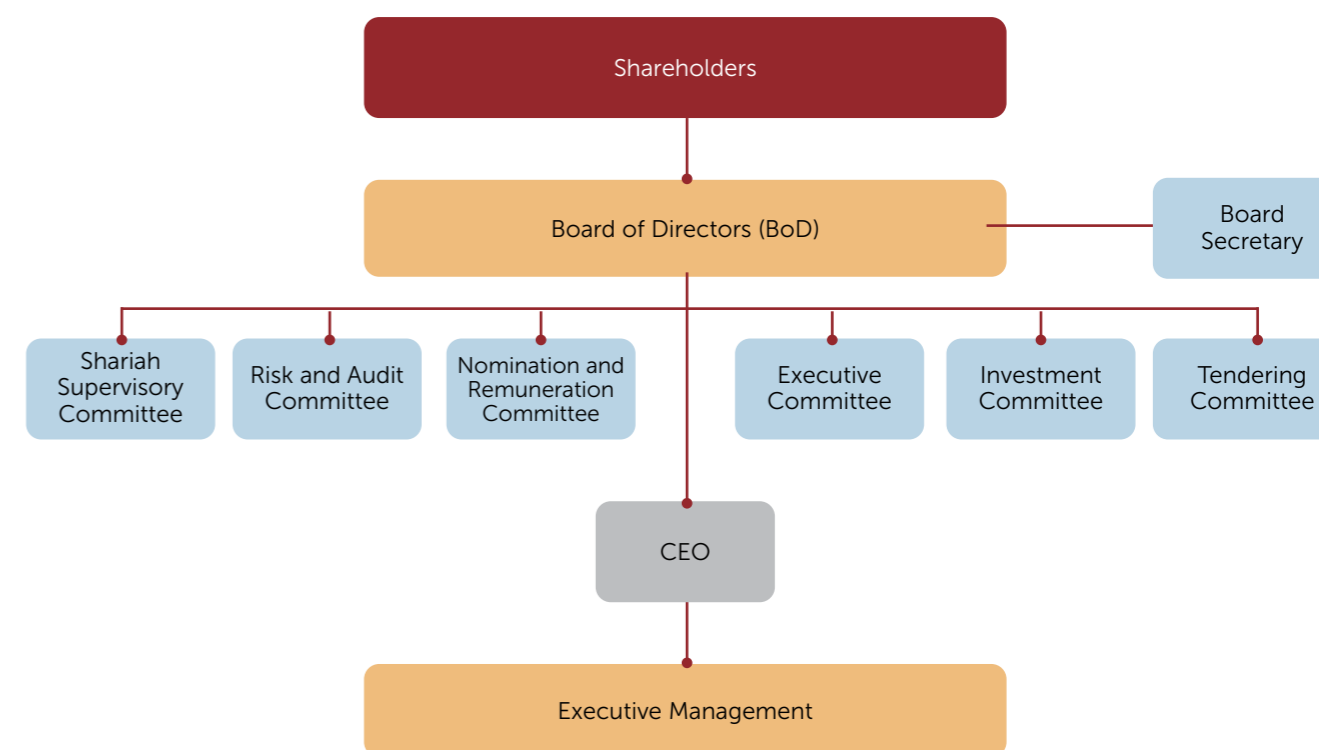 Shareholders
Board of Directors (BoD)
Board
Secretary
Shariah
Supervisory
Committee
Risk and Audit
Committee
Nomination and
Remuneration
Committee
Executive
Committee
Investment
Committee
Tendering
Committee
CEO
Executive Management